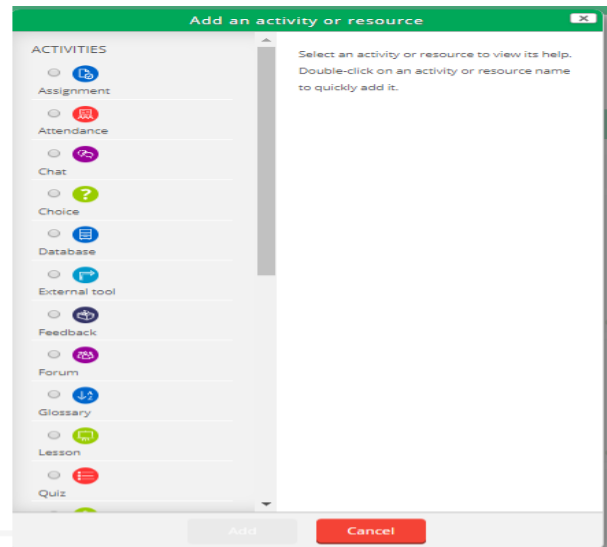 Add an activity or resource
ACTIVITIES
Assignment
Attendance
Chat
Choice
Database
External tool
Feedback
Forum
Glossary
Lesson
Quiz
Select an activity or resource to view its help.
Double-click on an activity or resource name
to quickly add it.
Add
Cancel